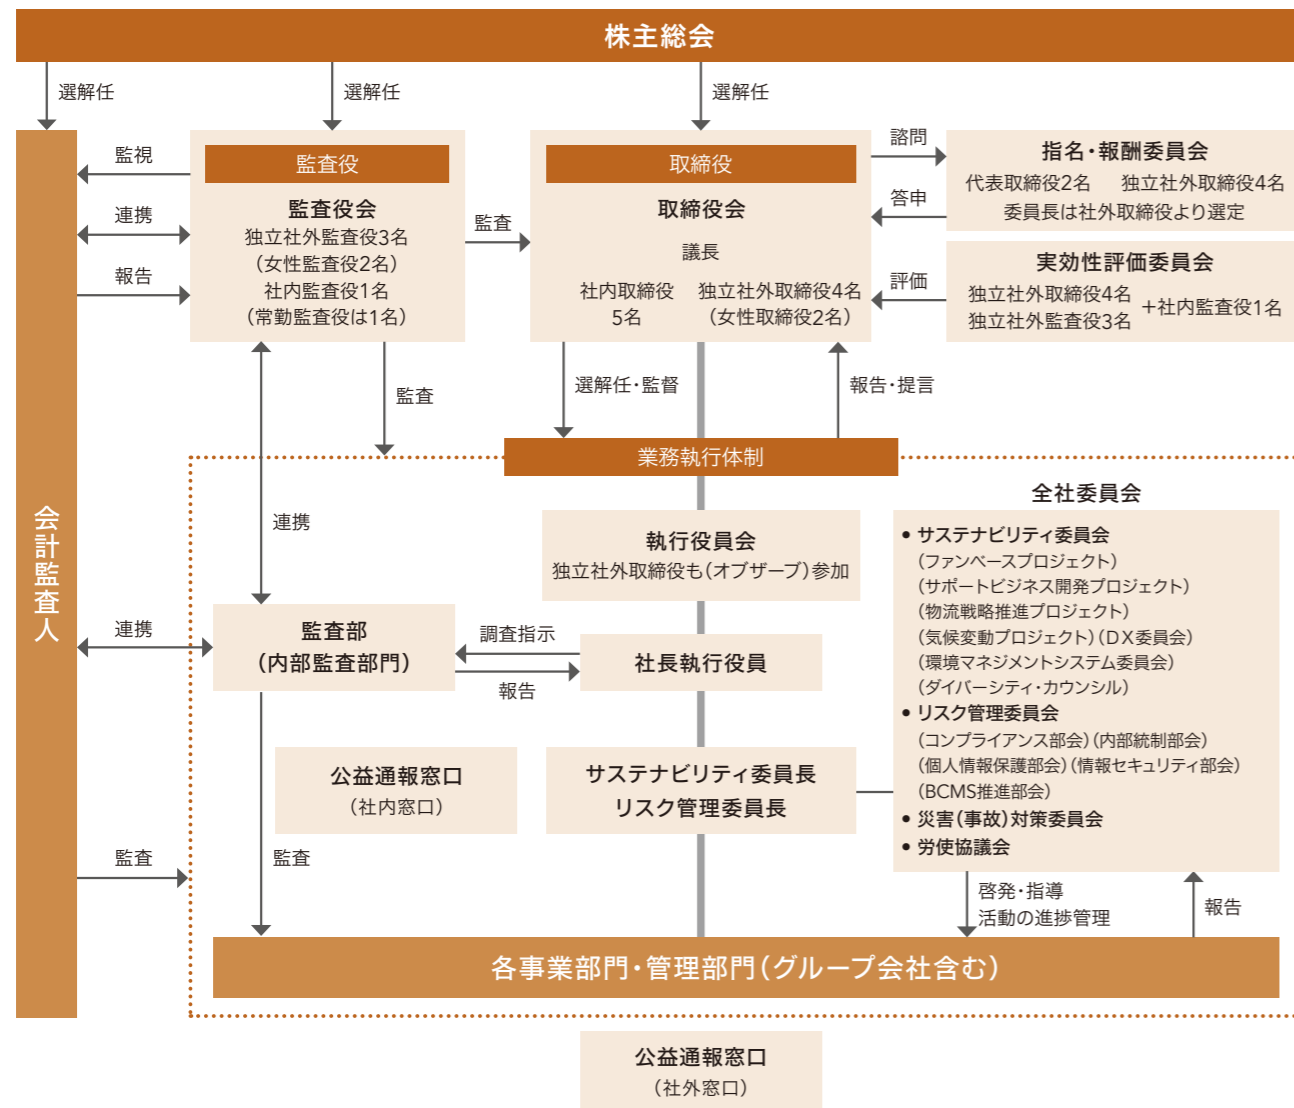 株主総会
選解任
選解任
選解任
会計監査人
監視
連携
報告
監査役
監査役会
独立社外監査役3名
(女性監査役2名)
社内監査役1名
(常勤監査役は1名)
監査
取締役
取締役会
議長
社内取締役
5名
独立社外取締役4名
(女性取締役2名)
諮問
答申
評価
指名・報酬委員会
代表取締役2名 独立社外取締役4名
委員長は社外取締役より選定
実効性評価委員会
独立社外取締役4名
独立社外監査役3名
+社内監査役1名
監査
選解任・監督
報告・提言
業務執行体制
連携
執行役員会
独立社外取締役も(オブザーブ)参加
連携
監査部
(内部監査部門)
調査指示
報告
社長執行役員
公益通報窓口
(社内窓口)
サステナビリティ委員長
リスク管理委員長
全社委員会
• サステナビリティ委員会
(ファンベースプロジェクト)
(サポートビジネス開発プロジェクト)
(物流戦略推進プロジェクト)
(気候変動プロジェクト)(DX委員会)
(環境マネジメントシステム委員会)
(ダイバーシティ・カウンシル)
• リスク管理委員会
(コンプライアンス部会)(内部統制部会)
(個人情報保護部会)(情報セキュリティ部会)
(BCMS推進部会)
• 災害(事故)対策委員会
• 労使協議会
監査
監査
啓発・指導
活動の進捗管理
報告
各事業部門・管理部門(グループ会社含む)
公益通報窓口
(社外窓口)